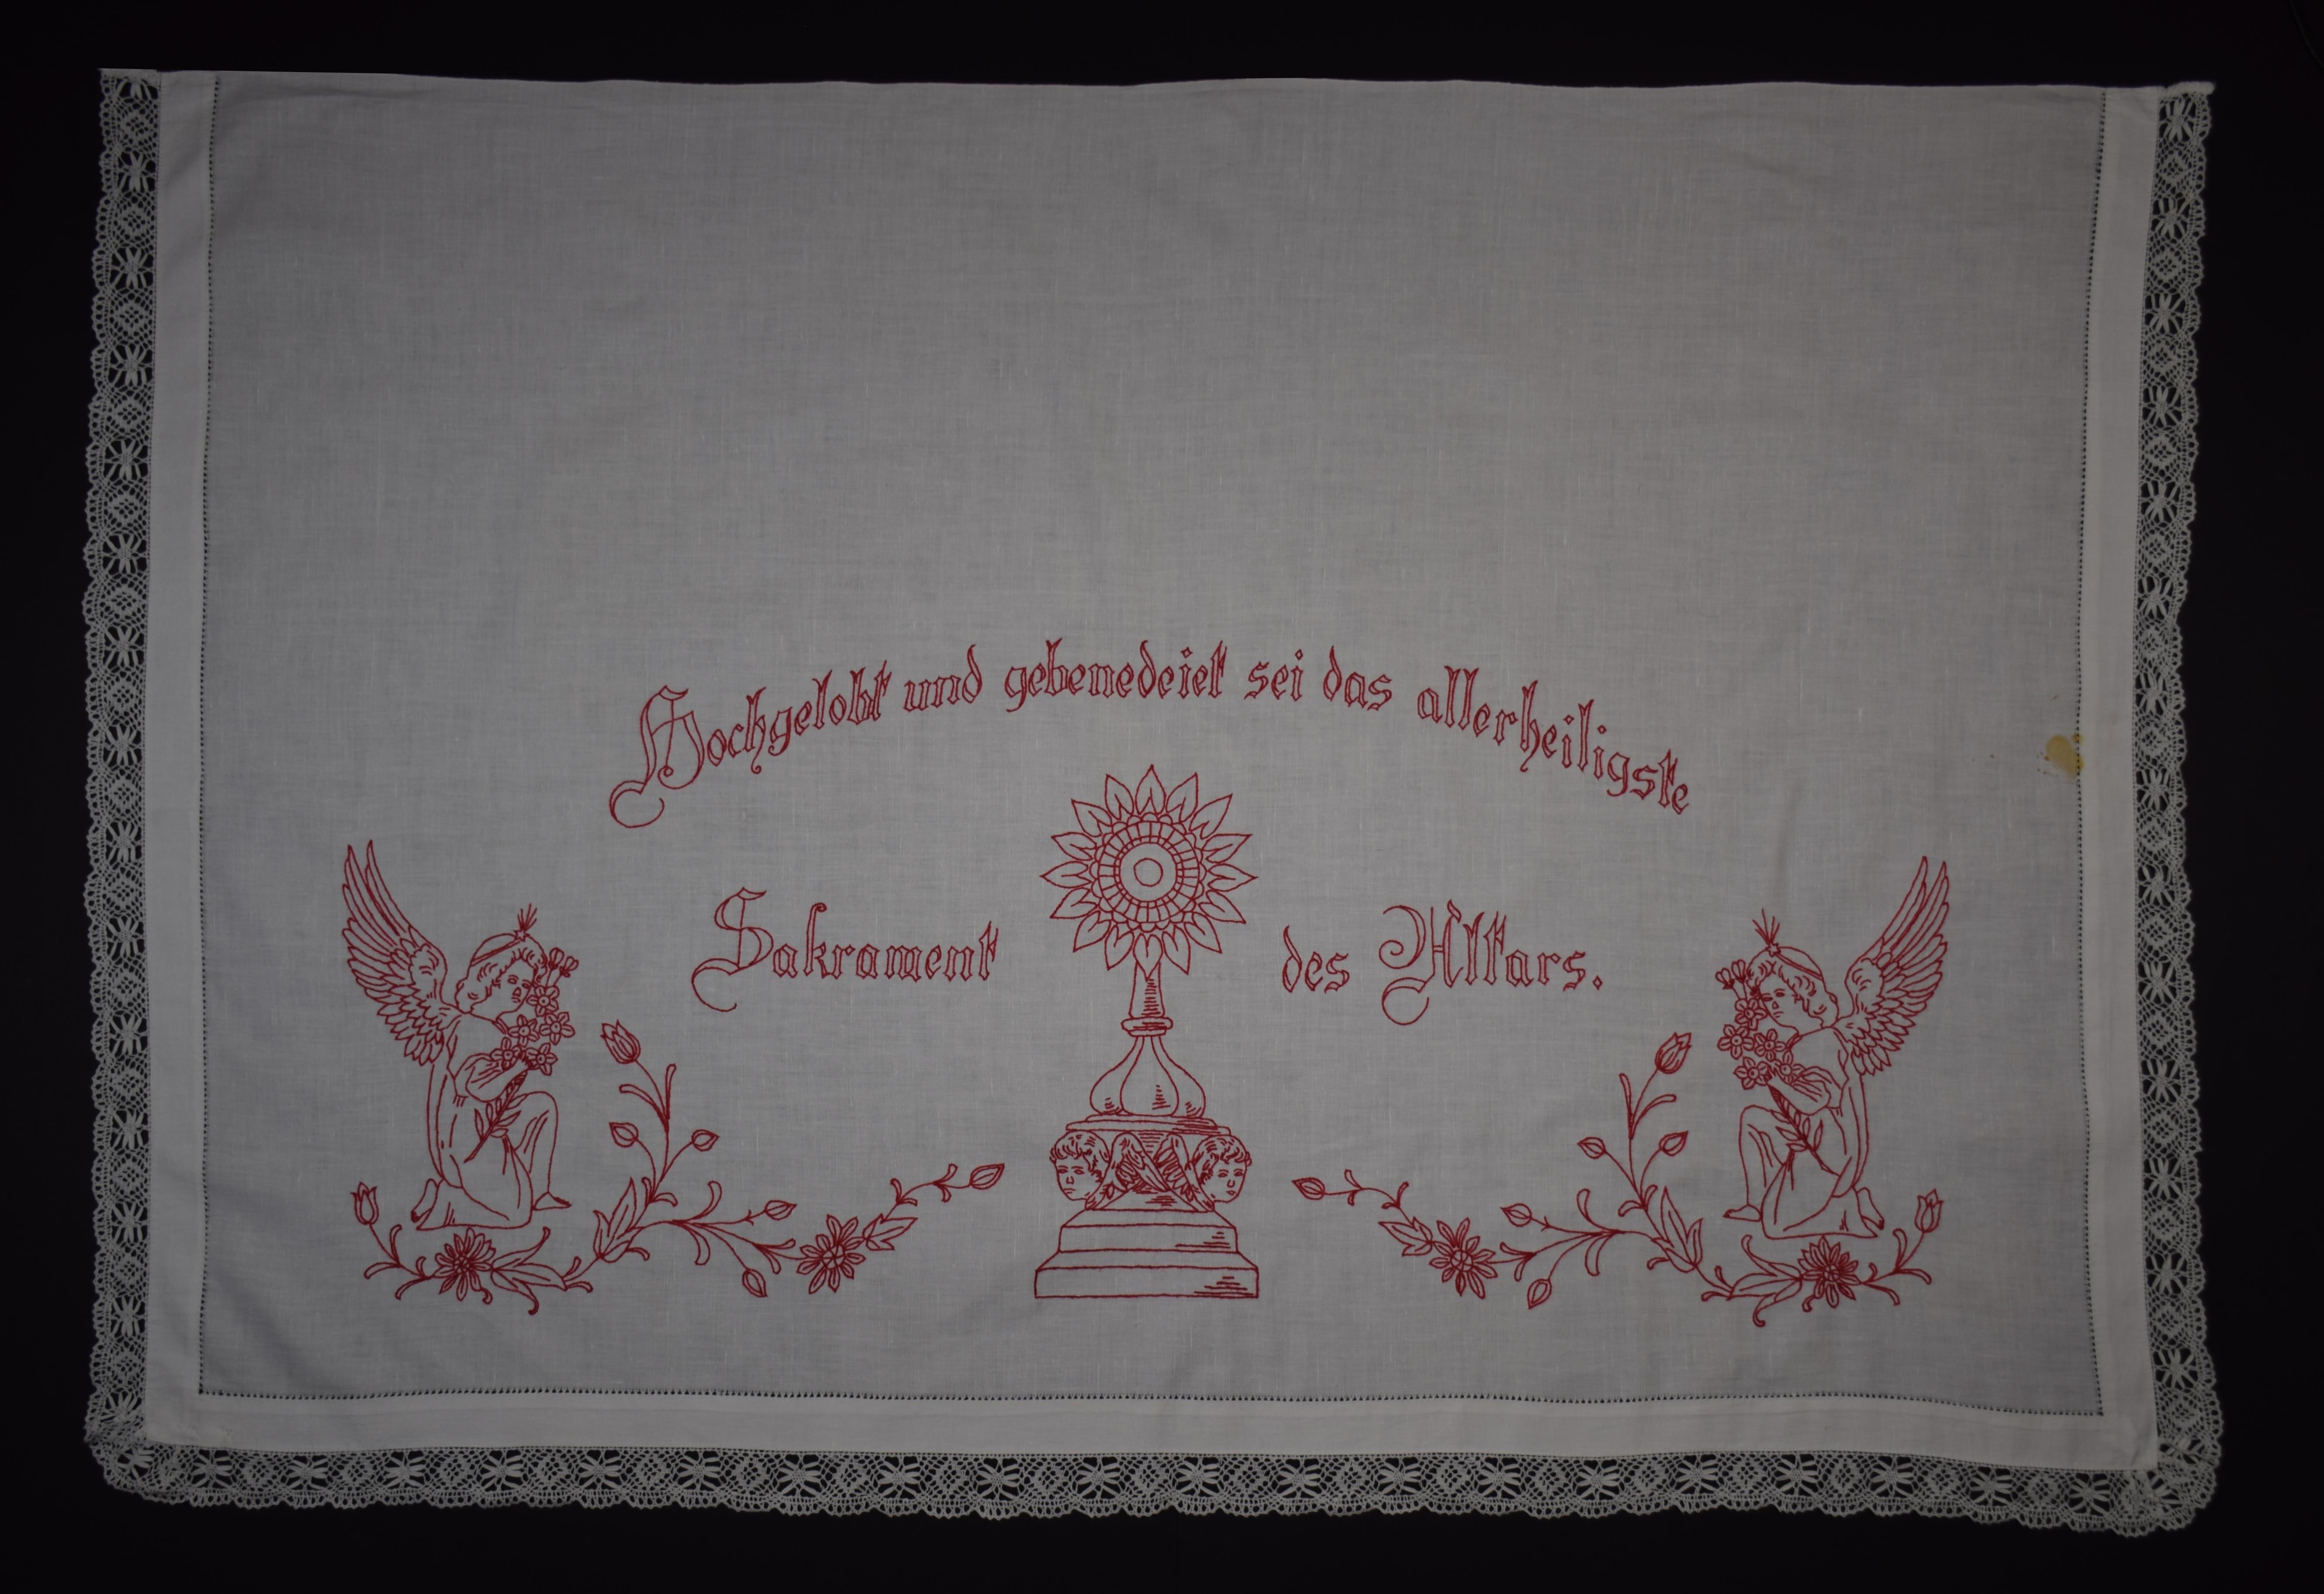 Hochgelobt und gebenedeiet sei das allerheiligste
Sakrament des Altars.